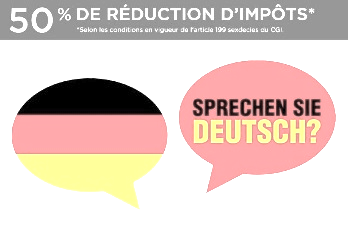 50% DE RÉDUCTION D'IMPÔTS*
*Selon les conditions en vigueur de l'article 199 sexdecies du CGI.
SPRECHEN SIE
DEUTSCH?